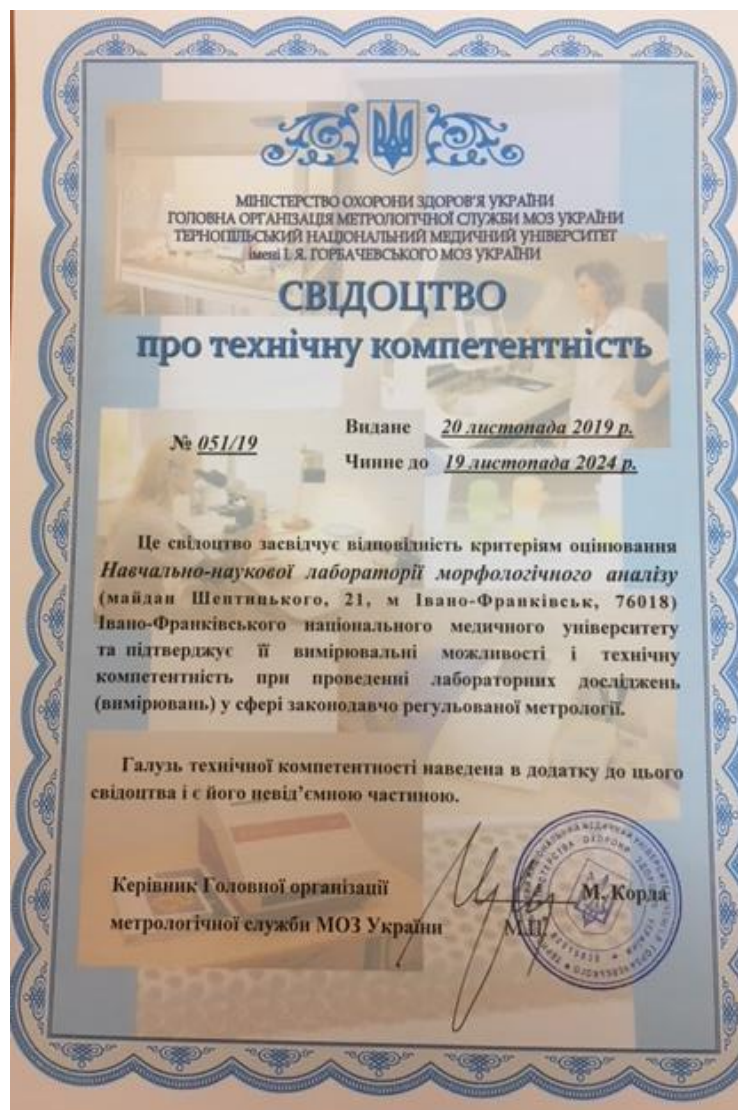 МІНІСТЕРСТВО ОХОРОНИ ЗДОРОВ'Я УКРАЇНИ
ГОЛОВНА ОРГАНІЗАЦІЯ МЕТРОЛОГІЧНОЇ СЛУЖБИ МОЗ УКРАЇНИ
ТЕРНОПІЛЬСЬКИЙ НАЦІОНАЛЬНИЙ МЕДИЧНИЙ УНІВЕРСИТЕТ
імені І. Я. ГОРБАЧЕВСЬКОГО МОЗ УКРАЇНИ
СВІДОЦТВО
про технічну компетентність
№ 051/19
Видане 20 листопада 2019 р.
Чинне до 19 листопада 2024 р.
Це свідоцтво засвідчує відповідність критеріям оцінювання
Навчально-наукової лабораторії морфологічного аналізу
(майдан Шептицького, 21, м Івано-Франківськ, 76018)
Івано-Франківського національного медичного університету
та підтверджує її вимірювальні можливості і технічну
компетентність при проведенні лабораторних досліджень
(вимірювань) у сфері законодавчо регульованої метрології.
Галузь технічної компетентності наведена в додатку до цього
свідоцтва і є його невід'ємною частиною.
Керівник Головної організації
метрологічної служби МОЗ України
М. Корда
М.П.